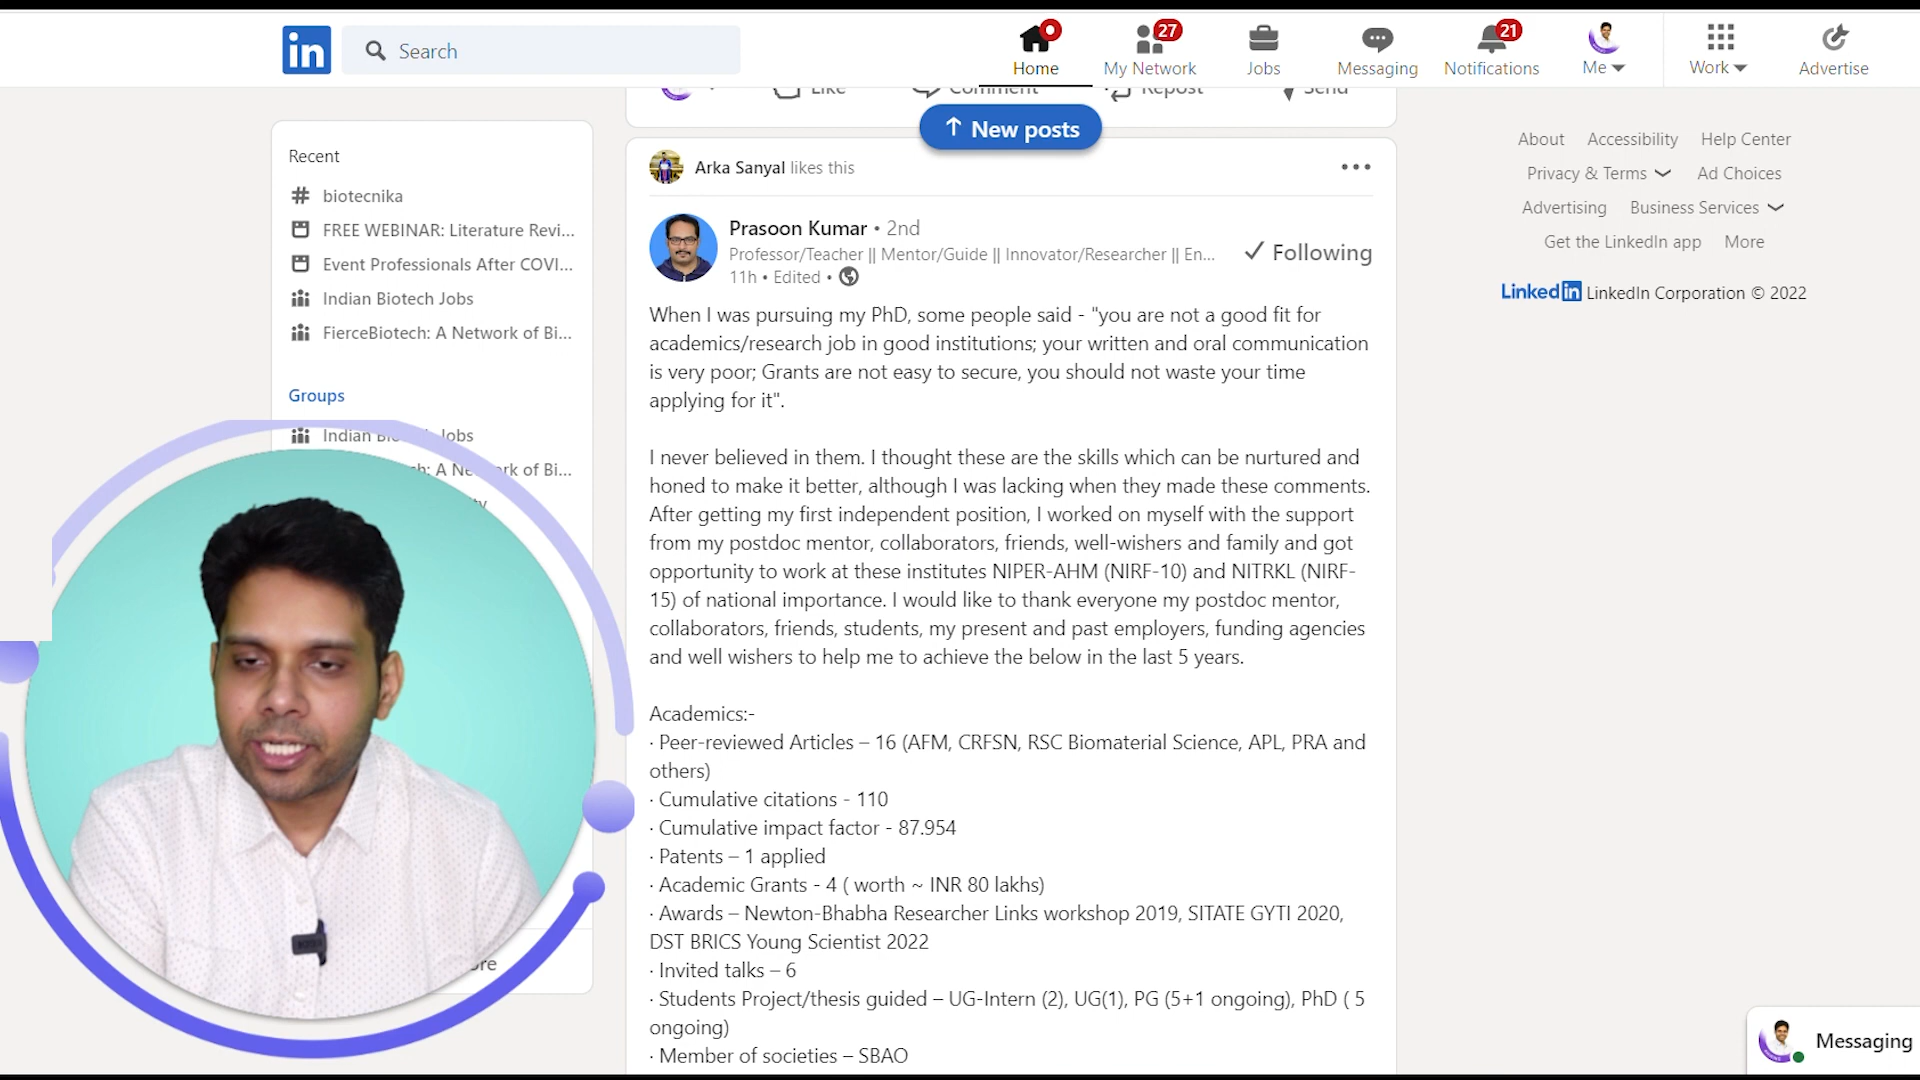 in
Search
Home
27
My Network
Jobs
Messaging
21
Notifications
Me
Work
Advertise
Like
Comment
Repost
Send
New posts
Recent
biotecnika
FREE WEBINAR: Literature Revi...
Event Professionals After COVI...
Indian Biotech Jobs
FierceBiotech: A Network of Bi...
Groups
Indian Jobs
rk of Bi...
Arka Sanyal likes this
Prasoon Kumar • 2nd
Professor/Teacher || Mentor/Guide || Innovator/Researcher || En...
11h • Edited •
Following
When I was pursuing my PhD, some people said - "you are not a good fit for
academics/research job in good institutions; your written and oral communication
is very poor; Grants are not easy to secure, you should not waste your time
applying for it".
I never believed in them. I thought these are the skills which can be nurtured and
honed to make it better, although I was lacking when they made these comments.
After getting my first independent position, I worked on myself with the support
from my postdoc mentor, collaborators, friends, well-wishers and family and got
opportunity to work at these institutes NIPER-AHM (NIRF-10) and NITRKL (NIRF-
15) of national importance. I would like to thank everyone my postdoc mentor,
collaborators, friends, students, my present and past employers, funding agencies
and well wishers to help me to achieve the below in the last 5 years.
Academics:-
· Peer-reviewed Articles – 16 (AFM, CRFSN, RSC Biomaterial Science, APL, PRA and
others)
· Cumulative citations - 110
· Cumulative impact factor - 87.954
· Patents – 1 applied
· Academic Grants - 4 ( worth ~ INR 80 lakhs)
· Awards – Newton-Bhabha Researcher Links workshop 2019, SITATE GYTI 2020,
DST BRICS Young Scientist 2022
· Invited talks – 6
· Students Project/thesis guided – UG-Intern (2), UG(1), PG (5+1 ongoing), PhD ( 5
ongoing)
· Member of societies – SBAO
About Accessibility Help Center
Privacy & Terms Ad Choices
Advertising Business Services
Get the LinkedIn app More
LinkedIn LinkedIn Corporation © 2022
Messaging